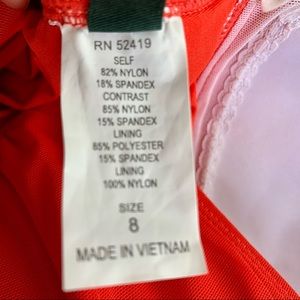 RN 52419
SELF
82% NYLON
18% SPANDEX
CONTRAST
85% NYLON
15% SPANDEX
LINING
85% POLYESTER
15% SPANDEX
LINING
100% NYLON
SIZE
8
MADE IN VIETNAM